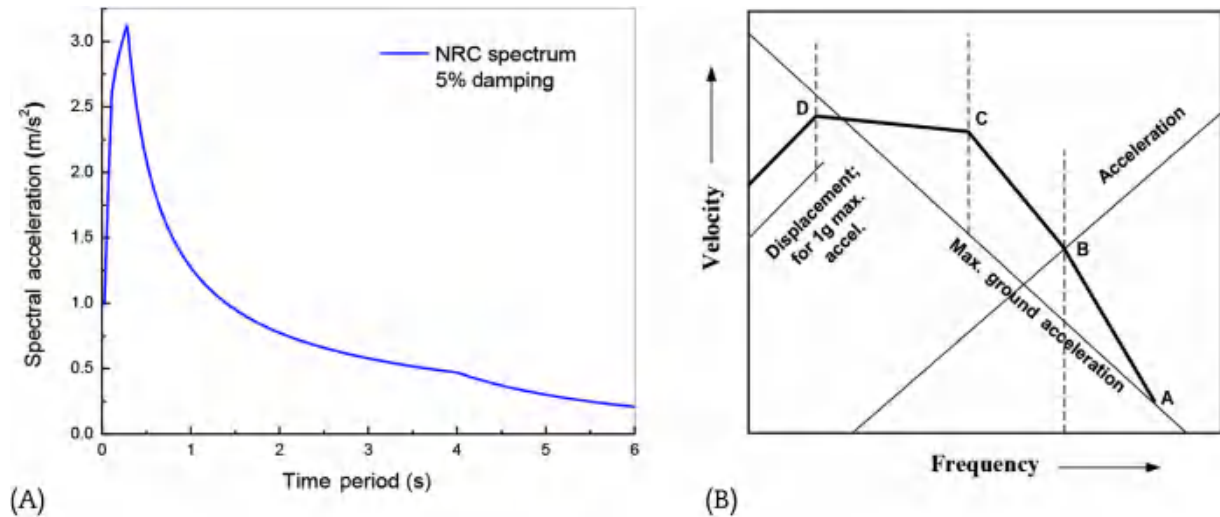 3.0
2.5
2.0
1.5
1.0
0.5
0.0
0
1
2
3
4
5
6
Spectral acceleration (m/s²)
Time period (s)
NRC spectrum
5% damping
(A)
Velocity
Frequency
D
C
B
A
Acceleration
Displacement;
for 1g max.
accel.
Max. ground acceleration
(B)